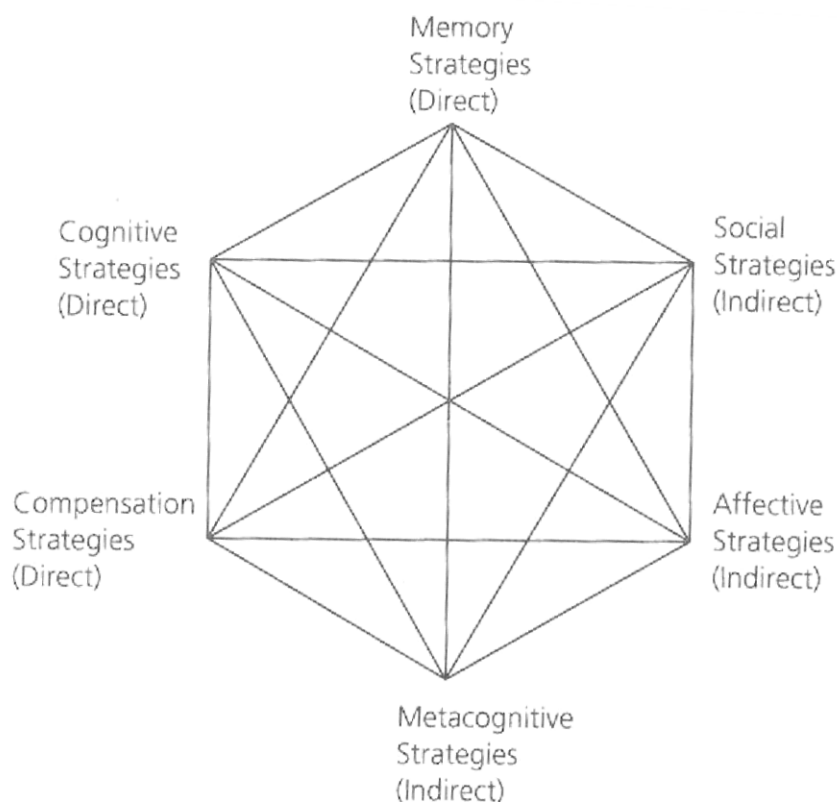 Memory
Strategies
(Direct)
Cognitive
Strategies
(Direct)
Social
Strategies
(Indirect)
Compensation
Strategies
(Direct)
Affective
Strategies
(Indirect)
Metacognitive
Strategies
(Indirect)